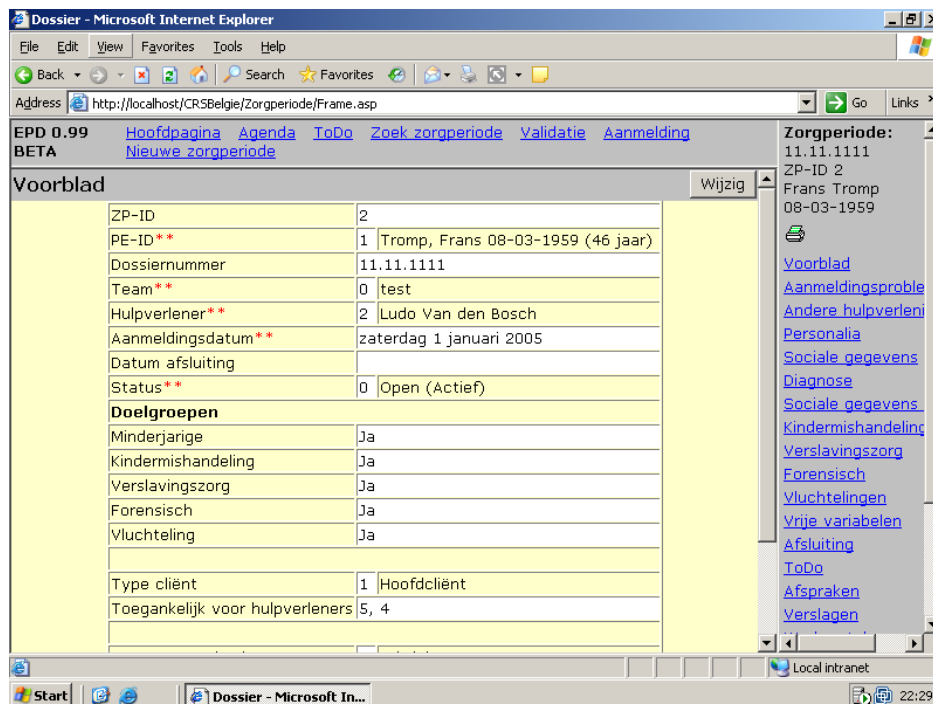 Dossier - Microsoft Internet Explorer
File Edit View Favorites Tools Help
Back Search Favorites
Address http://localhost/CRSBelgie/Zorgperiode/Frame.asp Go Links
EPD 0.99 BETA
Hoofdpagina Agenda ToDo Zoek zorgperiode Validatie Aanmelding
Nieuwe zorgperiode
Voorblad Wijzig
ZP-ID 2
PE-ID** 1 Tromp, Frans 08-03-1959 (46 jaar)
Dossiernummer 11.11.1111
Team** 0 test
Hulpverlener** 2 Ludo Van den Bosch
Aanmeldingsdatum** zaterdag 1 januari 2005
Datum afsluiting
Status** 0 Open (Actief)
Doelgroepen
Minderjarige Ja
Kindermishandeling Ja
Verslavingszorg Ja
Forensisch Ja
Vluchteling Ja
Type cliënt 1 Hoofdcliënt
Toegankelijk voor hulpverleners 5, 4
Zorgperiode:
11.11.1111
ZP-ID 2
Frans Tromp
08-03-1959
Voorblad
Aanmeldingsproble
Andere hulpverleni
Personalia
Sociale gegevens
Diagnose
Sociale gegevens
Kindermishandeling
Verslavingszorg
Forensisch
Vluchtelingen
Vrije variabelen
Afsluiting
ToDo
Afspraken
Verslagen
Local intranet
Start Dossier - Microsoft In... 22:29